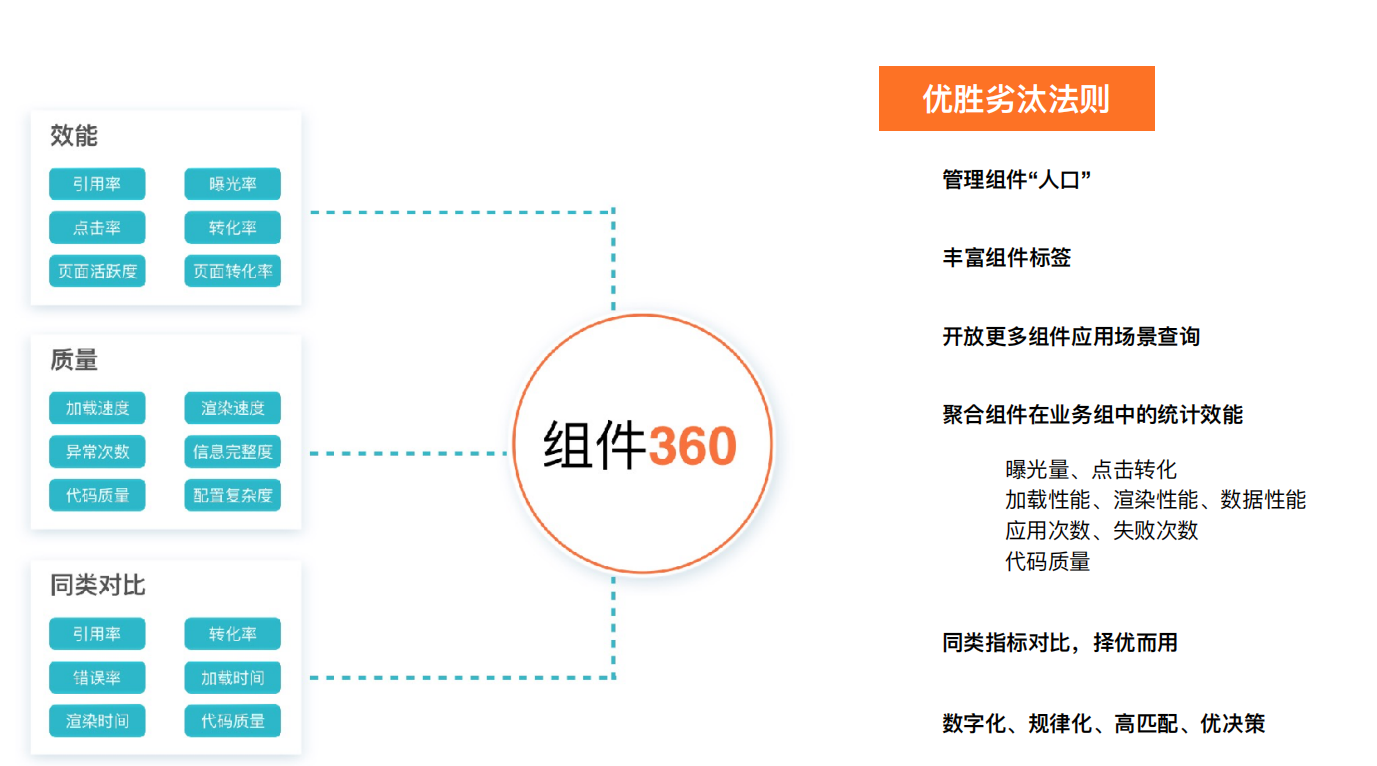 效能
引用率
曝光率
点击率
转化率
页面活跃度
页面转化率
质量
加载速度
渲染速度
异常次数
信息完整度
代码质量
配置复杂度
同类对比
引用率
转化率
错误率
加载时间
渲染时间
代码质量
组件360
优胜劣汰法则
管理组件“人口”
丰富组件标签
开放更多组件应用场景查询
聚合组件在业务组中的统计效能
曝光量、点击转化
加载性能、渲染性能、数据性能
应用次数、失败次数
代码质量
同类指标对比，择优而用
数字化、规律化、高匹配、优决策